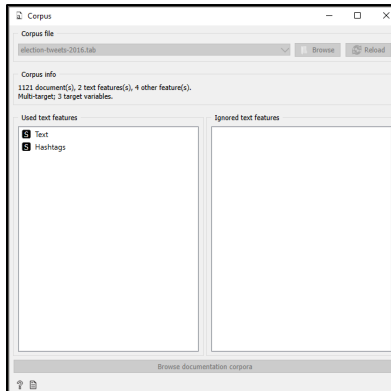 Corpus
Corpus file
election-tweets-2016.tab
Browse
Reload
Corpus info
1121 document(s), 2 text features(s), 4 other feature(s).
Multi-target; 3 target variables.
Used text features
Ignored text features
S Text
S Hashtags
Browse documentation corpora
?